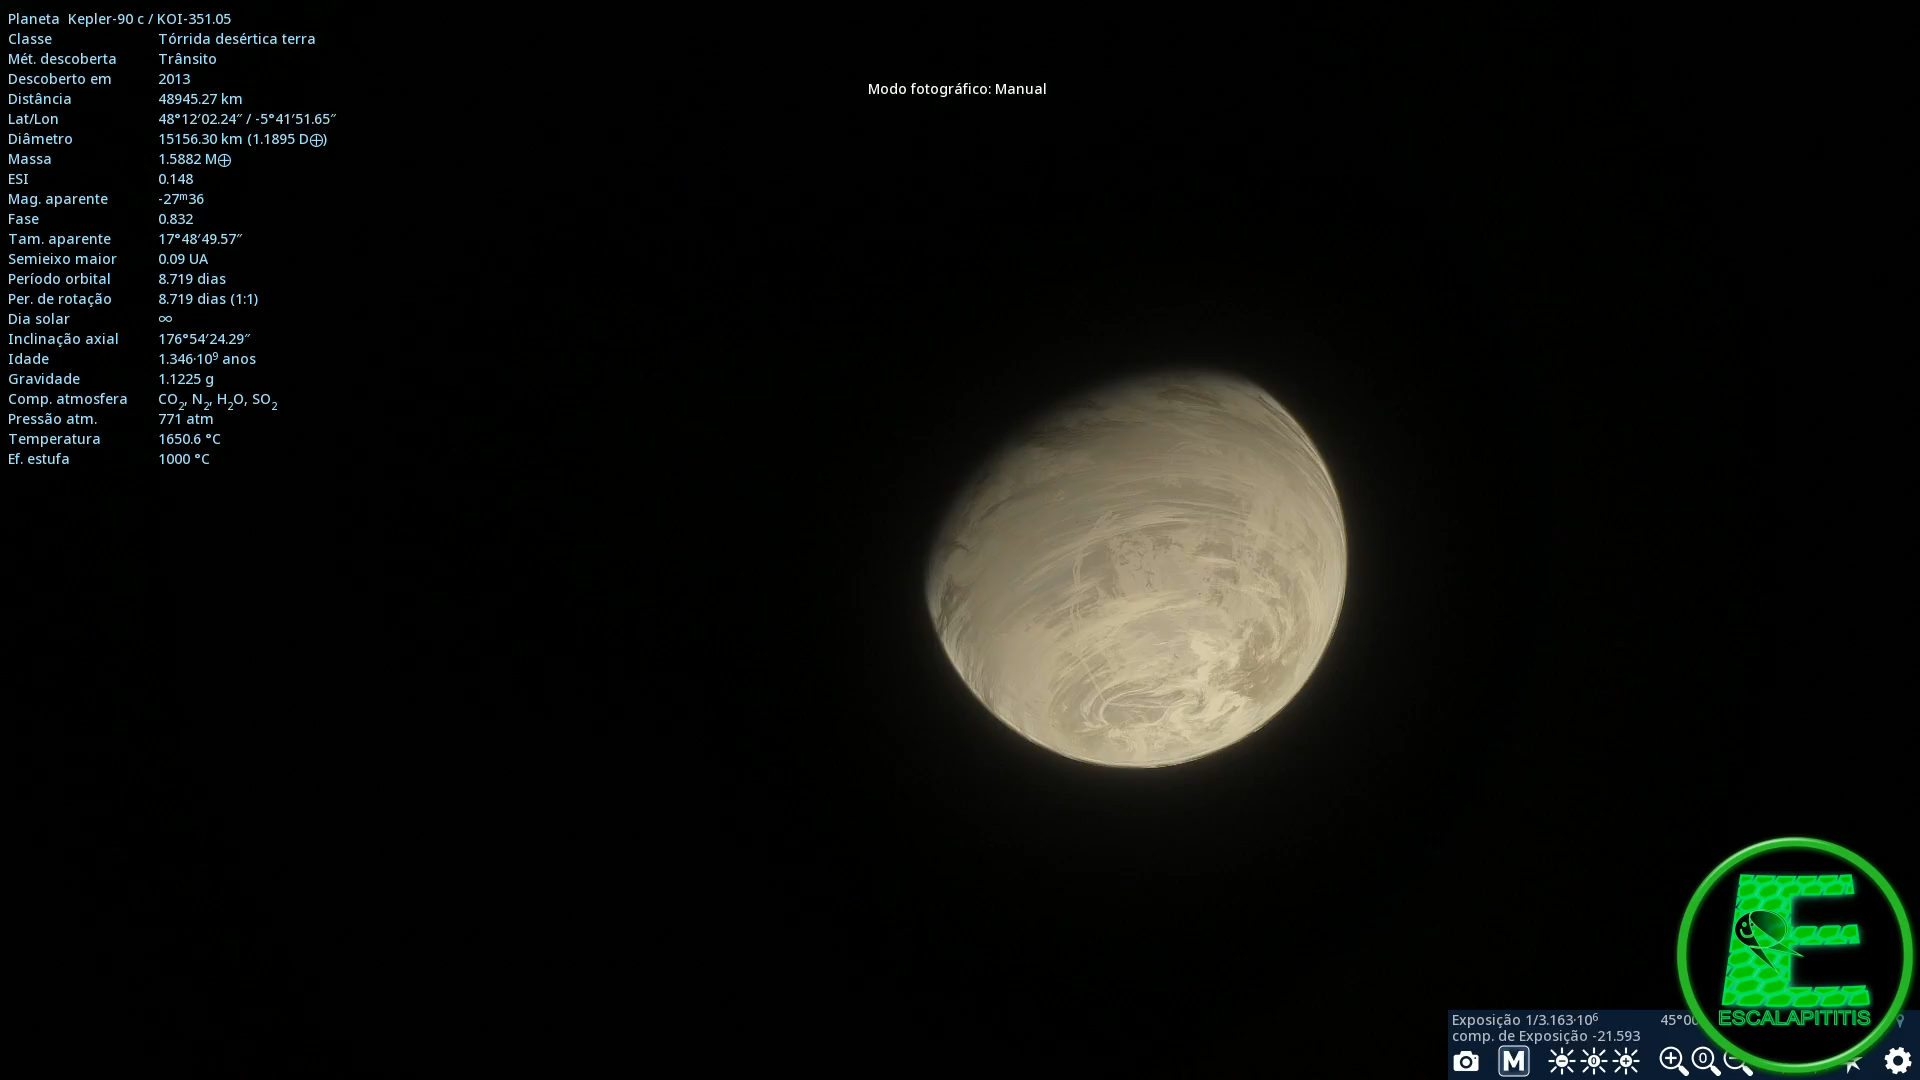 Planeta Kepler-90 c / KOI-351.05
Classe Tórrida desértica terra
Mét. descoberta Trânsito
Descoberto em 2013
Distância 48945.27 km
Lat/Lon 48°12′02.24″ / -5°41′51.65″
Diâmetro 15156.30 km (1.1895 D⨁)
Massa 1.5882 M⨁
ESI 0.148
Mag. aparente -27ᵐ36
Fase 0.832
Tam. aparente 17°48′49.57″
Semieixo maior 0.09 UA
Período orbital 8.719 dias
Per. de rotação 8.719 dias (1:1)
Dia solar ∞
Inclinação axial 176°54′24.29″
Idade 1.346·10⁹ anos
Gravidade 1.1225 g
Comp. atmosfera CO₂, N₂, H₂O, SO₂
Pressão atm. 771 atm
Temperatura 1650.6 °C
Ef. estufa 1000 °C
Modo fotográfico: Manual
E
ESCALAPITITIS
Exposição 1/3.163·10⁶ 45°00
comp. de Exposição -21.593
M 0 0